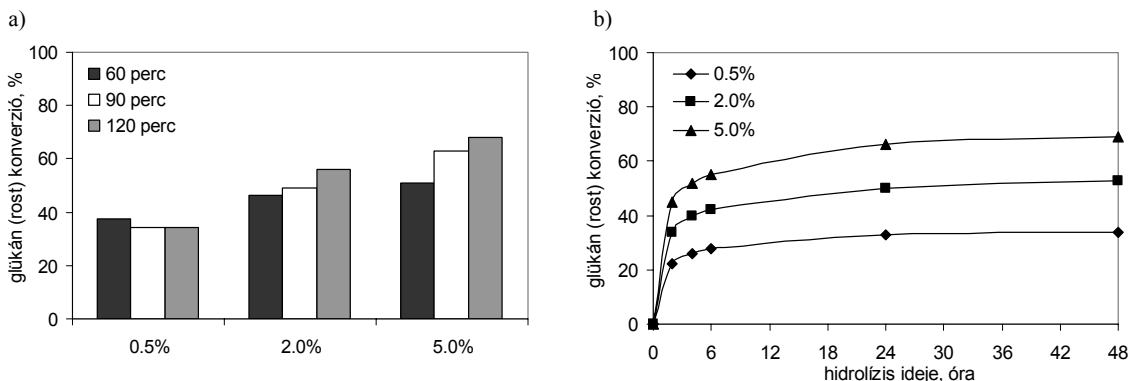 a)
glükán (rost) konverzió, %
100
80
60
40
20
0
60 perc
90 perc
120 perc
0.5%
2.0%
5.0%
b)
glükán (rost) konverzió, %
100
80
60
40
20
0
0.5%
2.0%
5.0%
0 6 12 18 24 30 36 42 48
hidrolízis ideje, óra